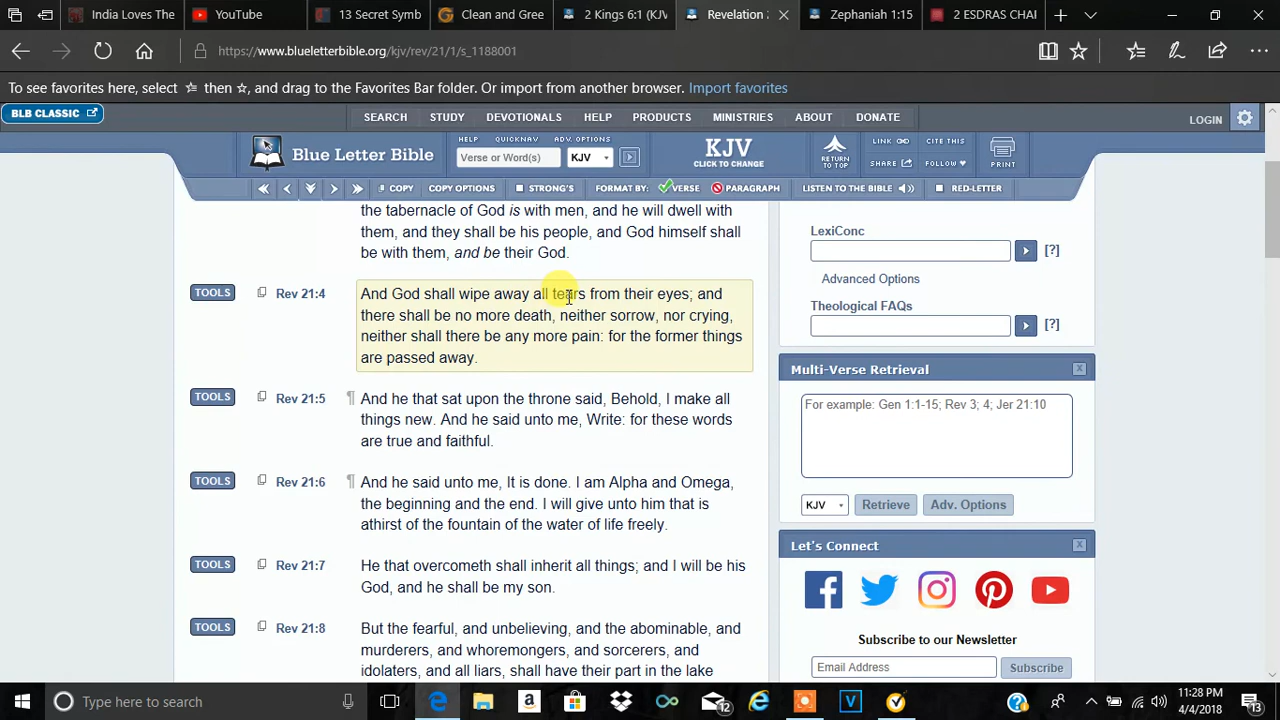 India Loves The
YouTube
13 Secret Symb
Clean and Gree
2 Kings 6:1 (KJV
Revelation 2
Zephaniah 1:15
2 ESDRAS CHAI
https://www.blueletterbible.org/kjv/rev/21/1/s_1188001
To see favorites here, select then ☆, and drag to the Favorites Bar folder. Or import from another browser. Import favorites
BLB CLASSIC
SEARCH STUDY DEVOTIONALS HELP PRODUCTS MINISTRIES ABOUT DONATE
LOGIN
Blue Letter Bible
HELP QUICKNAV ADV. OPTIONS
Verse or Word(s) KJV
KJV
CLICK TO CHANGE
RETURN
TO TOP
LINK CITE THIS
SHARE FOLLOW
PRINT
COPY COPY OPTIONS STRONG'S FORMAT BY: VERSE PARAGRAPH LISTEN TO THE BIBLE RED-LETTER
the tabernacle of God is with men, and he will dwell with
them, and they shall be his people, and God himself shall
be with them, and be their God.
TOOLS Rev 21:4 And God shall wipe away all tears from their eyes; and
there shall be no more death, neither sorrow, nor crying,
neither shall there be any more pain: for the former things
are passed away.
TOOLS Rev 21:5 ¶ And he that sat upon the throne said, Behold, I make all
things new. And he said unto me, Write: for these words
are true and faithful.
TOOLS Rev 21:6 ¶ And he said unto me, It is done. I am Alpha and Omega,
the beginning and the end. I will give unto him that is
athirst of the fountain of the water of life freely.
TOOLS Rev 21:7 He that overcometh shall inherit all things; and I will be his
God, and he shall be my son.
TOOLS Rev 21:8 But the fearful, and unbelieving, and the abominable, and
murderers, and whoremongers, and sorcerers, and
idolaters, and all liars, shall have their part in the lake
LexiConc
[?]
Advanced Options
Theological FAQs
[?]
Multi-Verse Retrieval
For example: Gen 1:1-15; Rev 3; 4; Jer 21:10
KJV Retrieve Adv. Options
Let's Connect
Subscribe to our Newsletter
Email Address Subscribe
Type here to search
12
11:28 PM
4/4/2018
13